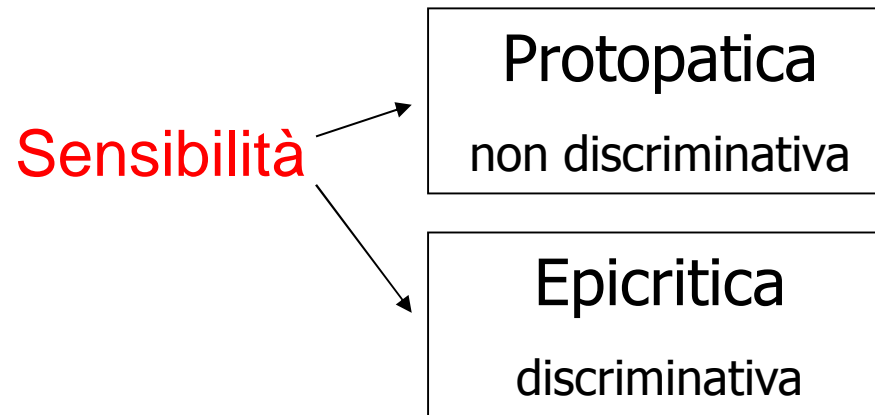 Sensibilità
Protopatica
non discriminativa
Epicritica
discriminativa